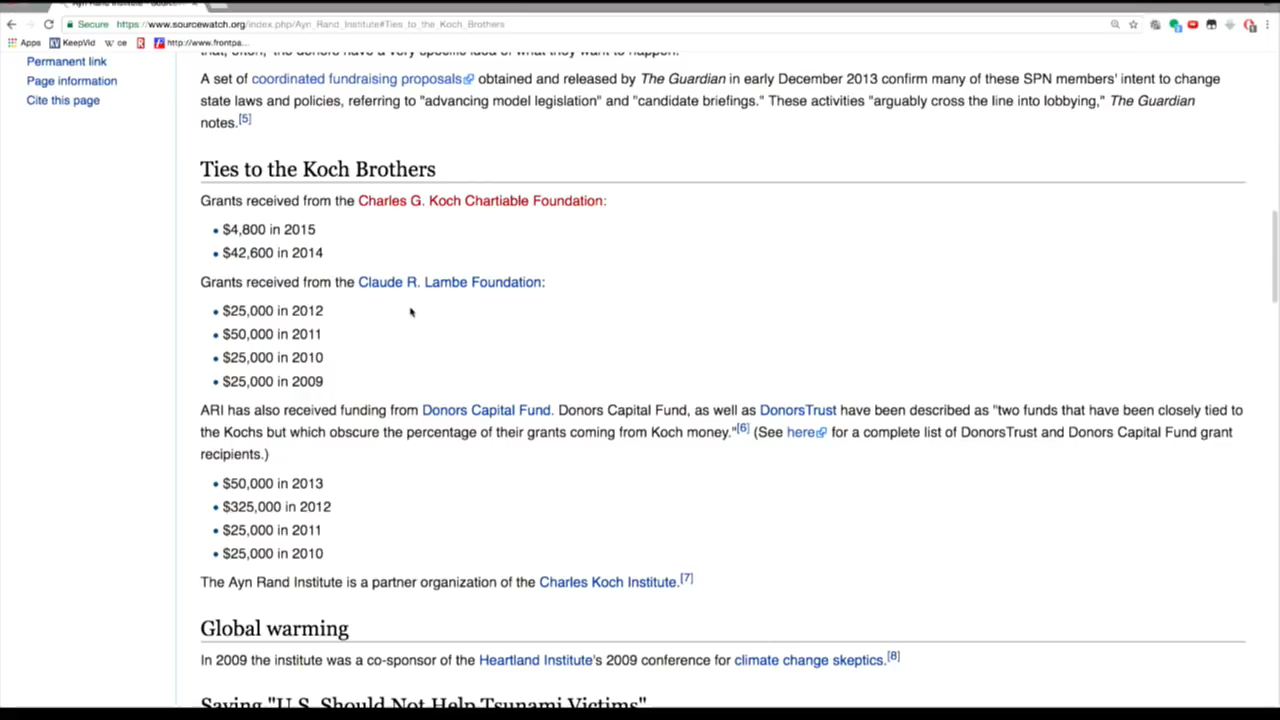 Secure https://www.sourcewatch.org/index.php/Ayn_Rand_Institute#Ties_to_the_Koch_Brothers
Apps KeepVid ce http://www.frontpa...
Permanent link
Page information
Cite this page
that, often, "the donors have a very specific idea of what they want to happen."
A set of coordinated fundraising proposals obtained and released by The Guardian in early December 2013 confirm many of these SPN members' intent to change
state laws and policies, referring to "advancing model legislation" and "candidate briefings." These activities "arguably cross the line into lobbying," The Guardian
notes.[5]
Ties to the Koch Brothers
Grants received from the Charles G. Koch Chartiable Foundation:
• $4,800 in 2015
• $42,600 in 2014
Grants received from the Claude R. Lambe Foundation:
• $25,000 in 2012
• $50,000 in 2011
• $25,000 in 2010
• $25,000 in 2009
ARI has also received funding from Donors Capital Fund. Donors Capital Fund, as well as DonorsTrust have been described as "two funds that have been closely tied to
the Kochs but which obscure the percentage of their grants coming from Koch money."[6] (See here for a complete list of DonorsTrust and Donors Capital Fund grant
recipients.)
• $50,000 in 2013
• $325,000 in 2012
• $25,000 in 2011
• $25,000 in 2010
The Ayn Rand Institute is a partner organization of the Charles Koch Institute.[7]
Global warming
In 2009 the institute was a co-sponsor of the Heartland Institute's 2009 conference for climate change skeptics.[8]
Saying "U.S. Should Not Help Tsunami Victims"